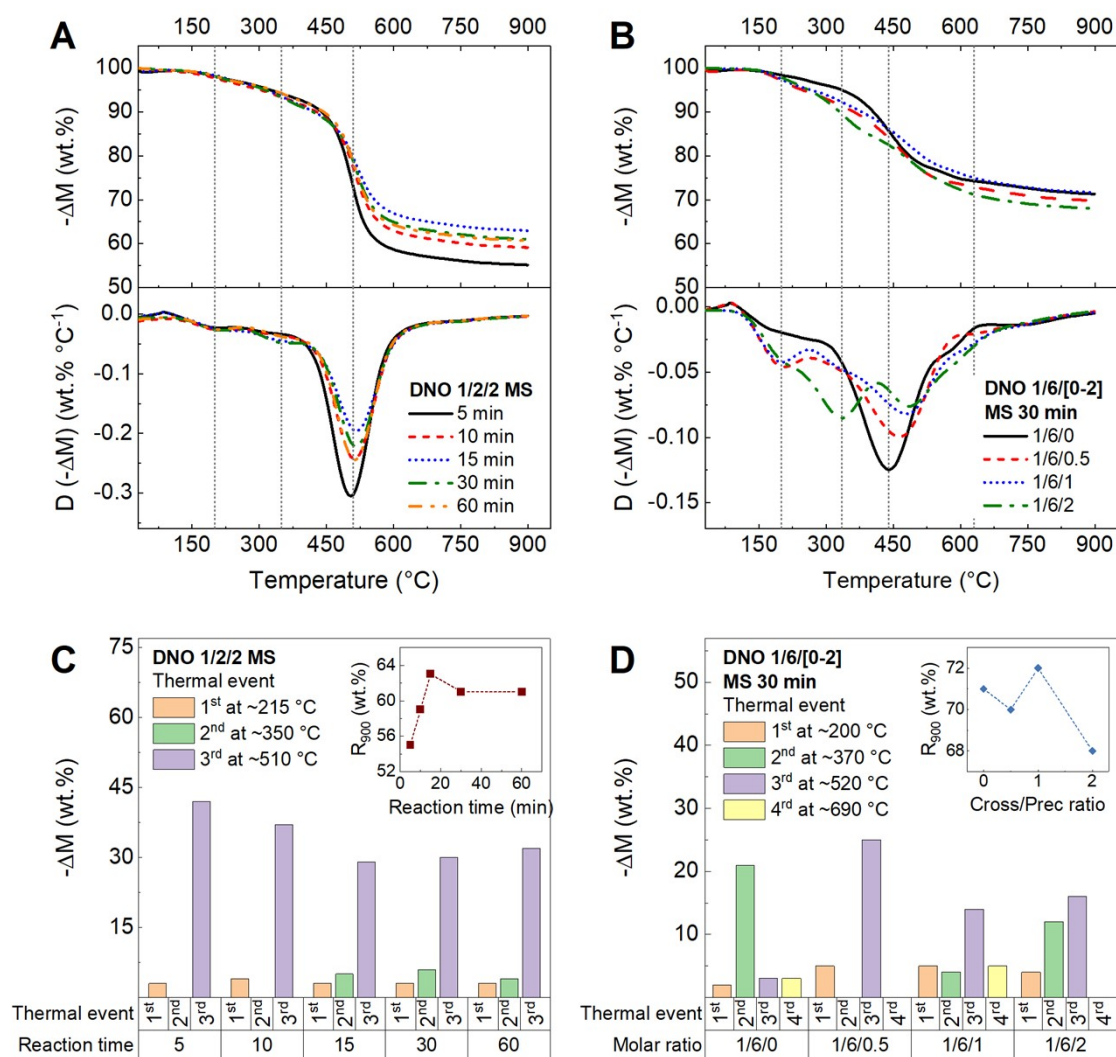 A
150 300 450 600 750 900
100
90
80
70
60
50
-ΔM (wt.%)
0.0
-0.1
-0.2
-0.3
D (-ΔM) (wt.% °C⁻¹)
DNO 1/2/2 MS
5 min
10 min
15 min
30 min
60 min
150 300 450 600 750 900
Temperature (°C)
B
150 300 450 600 750 900
100
90
80
70
60
50
-ΔM (wt.%)
0.00
-0.05
-0.10
-0.15
D (-ΔM) (wt.% °C⁻¹)
DNO 1/6/[0-2]
MS 30 min
1/6/0
1/6/0.5
1/6/1
1/6/2
150 300 450 600 750 900
Temperature (°C)
C
75
60
45
30
15
-ΔM (wt.%)
DNO 1/2/2 MS
Thermal event
1st at ~215 °C
2nd at ~350 °C
3rd at ~510 °C
64
60
56
52
R900 (wt.%)
0 20 40 60
Reaction time (min)
Thermal event 1st 2nd 3rd 1st 2nd 3rd 1st 2nd 3rd 1st 2nd 3rd 1st 2nd 3rd
Reaction time 5 10 15 30 60
D
50
40
30
20
10
-ΔM (wt.%)
DNO 1/6/[0-2]
MS 30 min
Thermal event
1st at ~200 °C
2nd at ~370 °C
3rd at ~520 °C
4rd at ~690 °C
72
70
68
R900 (wt.%)
0 1 2
Cross/Prec ratio
Thermal event 1st 2nd 3rd 4rd 1st 2nd 3rd 4rd 1st 2nd 3rd 4rd 1st 2nd 3rd 4rd
Molar ratio 1/6/0 1/6/0.5 1/6/1 1/6/2